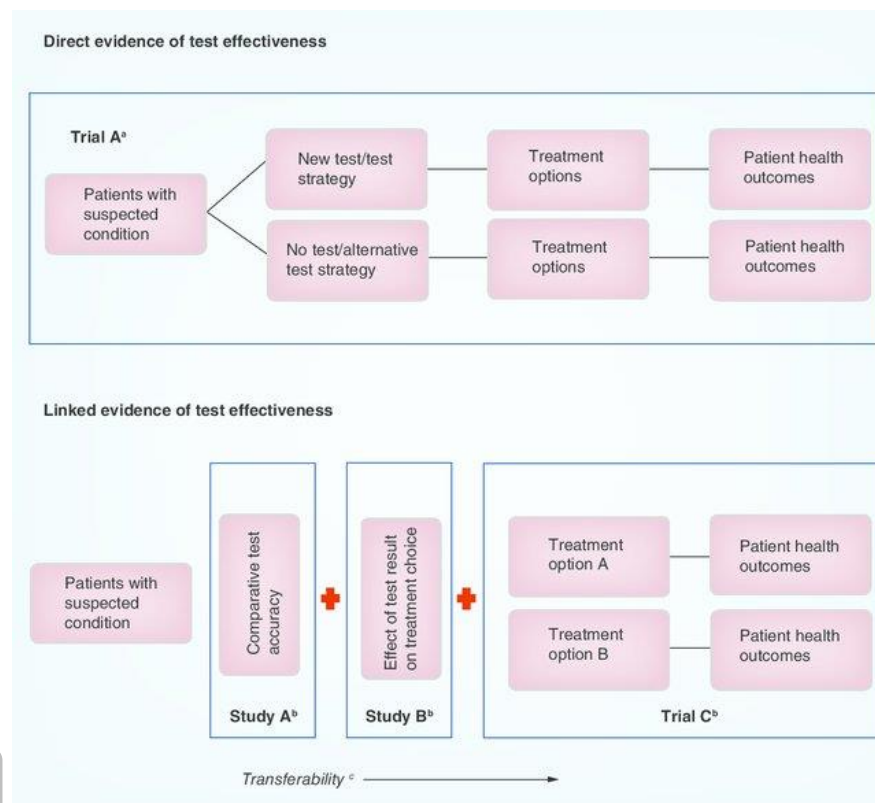 Direct evidence of test effectiveness
Trial Aᵃ
Patients with
suspected
condition
New test/test
strategy
Treatment
options
Patient health
outcomes
No test/alternative
test strategy
Treatment
options
Patient health
outcomes
Linked evidence of test effectiveness
Patients with
suspected
condition
Comparative test
accuracy
Study Aᵇ
Effect of test result
on treatment choice
Study Bᵇ
Treatment
option A
Patient health
outcomes
Treatment
option B
Patient health
outcomes
Trial Cᵇ
Transferability ᶜ